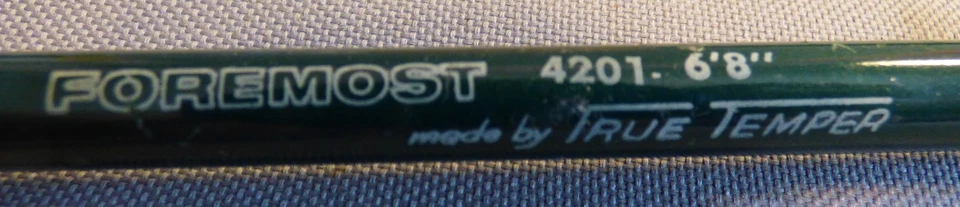 FOREMOST 4201. 6'8"
made by TRUE TEMPER